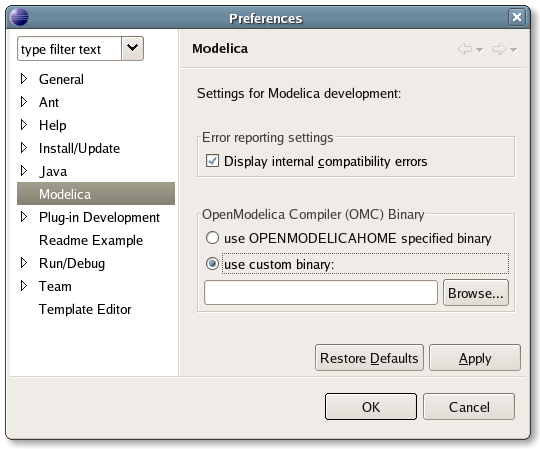 Preferences
type filter text
General
Ant
Help
Install/Update
Java
Modelica
Plug-in Development
Readme Example
Run/Debug
Team
Template Editor
Modelica
Settings for Modelica development:
Error reporting settings
Display internal compatibility errors
OpenModelica Compiler (OMC) Binary
use OPENMODELICAHOME specified binary
use custom binary:
Browse...
Restore Defaults
Apply
OK
Cancel